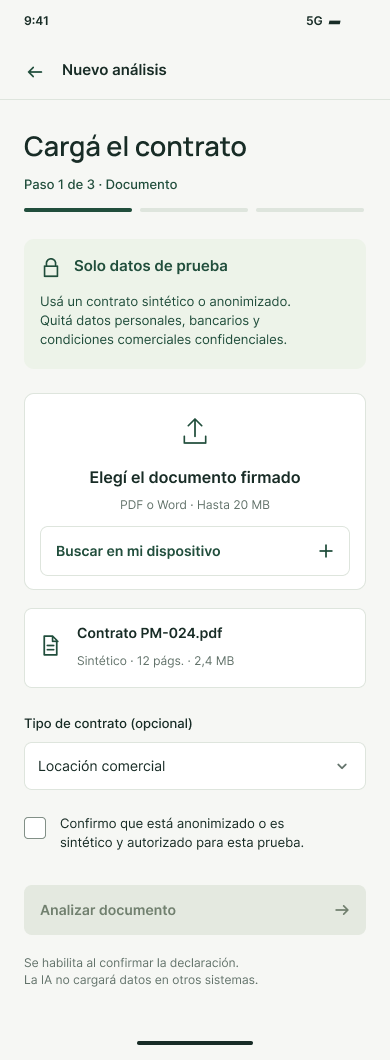 9:41
5G
Nuevo análisis
Cargá el contrato
Paso 1 de 3 · Documento
Solo datos de prueba
Usá un contrato sintético o anonimizado.
Quitá datos personales, bancarios y
condiciones comerciales confidenciales.
Elegí el documento firmado
PDF o Word · Hasta 20 MB
Buscar en mi dispositivo
Contrato PM-024.pdf
Sintético · 12 págs. · 2,4 MB
Tipo de contrato (opcional)
Locación comercial
Confirmo que está anonimizado o es
sintético y autorizado para esta prueba.
Analizar documento
Se habilita al confirmar la declaración.
La IA no cargará datos en otros sistemas.